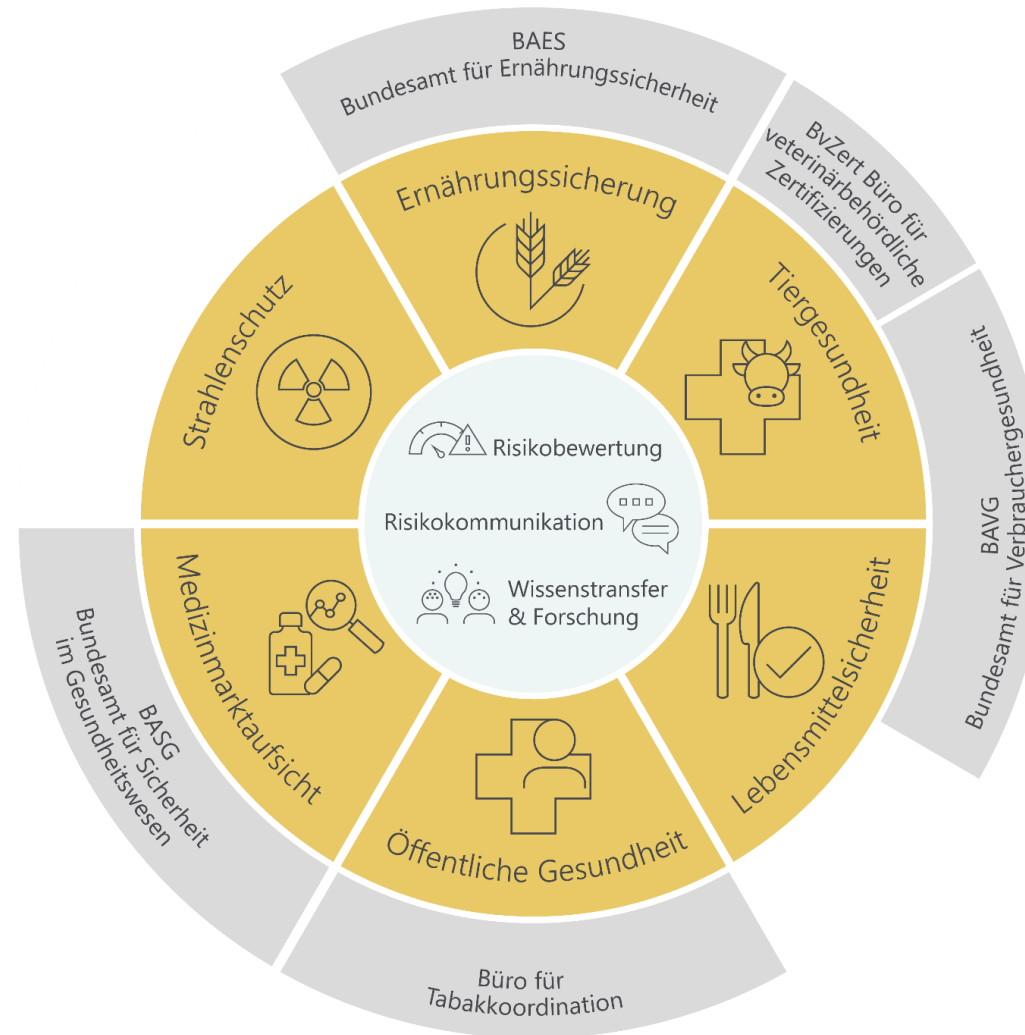 BAES
Bundesamt für Ernährungssicherheit
BvZert Büro für
veterinärbehördliche
Zertifizierungen
BAVG
Bundesamt für Verbrauchergesundheit
Büro für
Tabakkoordination
BASG
Bundesamt für Sicherheit
im Gesundheitswesen
Ernährungssicherung
Tiergesundheit
Lebensmittelsicherheit
Öffentliche Gesundheit
Medizinmarktaufsicht
Strahlenschutz
Risikobewertung
Risikokommunikation
Wissenstransfer
& Forschung